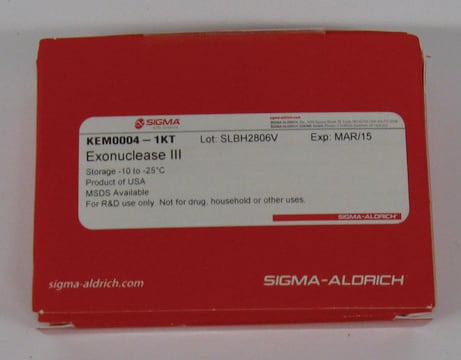 SIGMA
KEM0004-1KT Lot: SLBH2806V Exp: MAR/15
Exonuclease III
Storage -10 to -25°C
Product of USA
MSDS Available
For R&D use only. Not for drug, household or other uses.
SIGMA-ALDRICH
sigma-aldrich.com SIGMA-ALDRICH